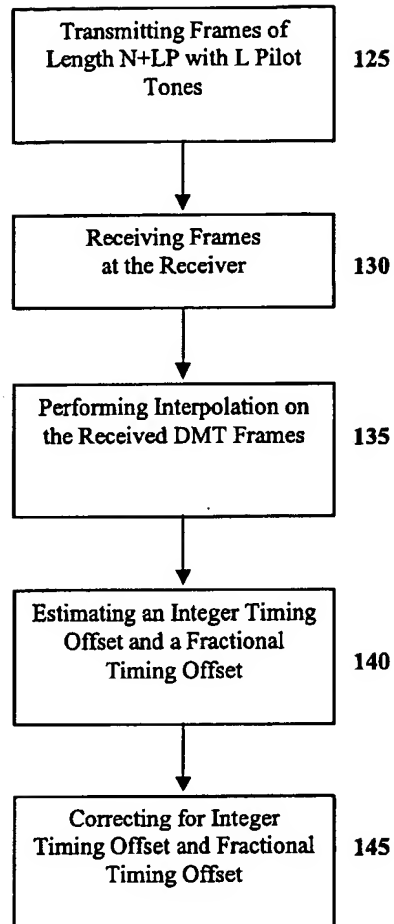 Transmitting Frames of
Length N+LP with L Pilot
Tones
125
Receiving Frames
at the Receiver
130
Performing Interpolation on
the Received DMT Frames
135
Estimating an Integer Timing
Offset and a Fractional
Timing Offset
140
Correcting for Integer
Timing Offset and Fractional
Timing Offset
145